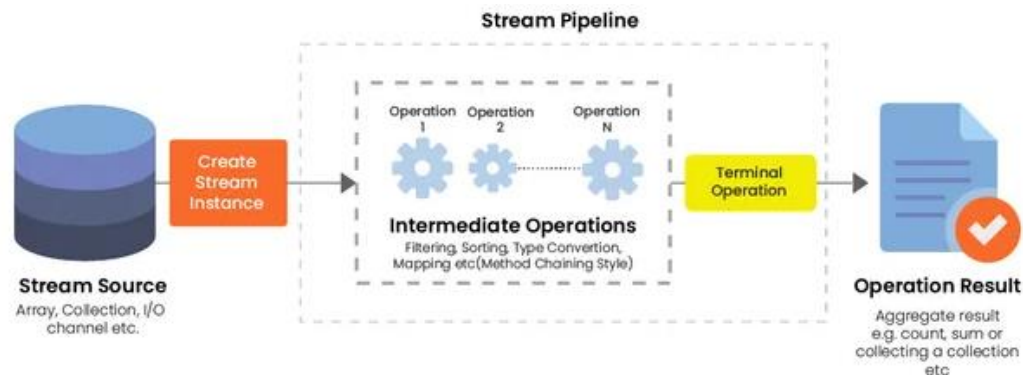 Stream Pipeline
Operation
1
Operation
2
Operation
N
Create
Stream
Instance
Terminal
Operation
Intermediate Operations
Filtering, Sorting, Type Convertion,
Mapping etc(Method Chaining Style)
Stream Source
Array, Collection, I/O
channel etc.
Operation Result
Aggregate result
e.g. count, sum or
collecting a collection
etc